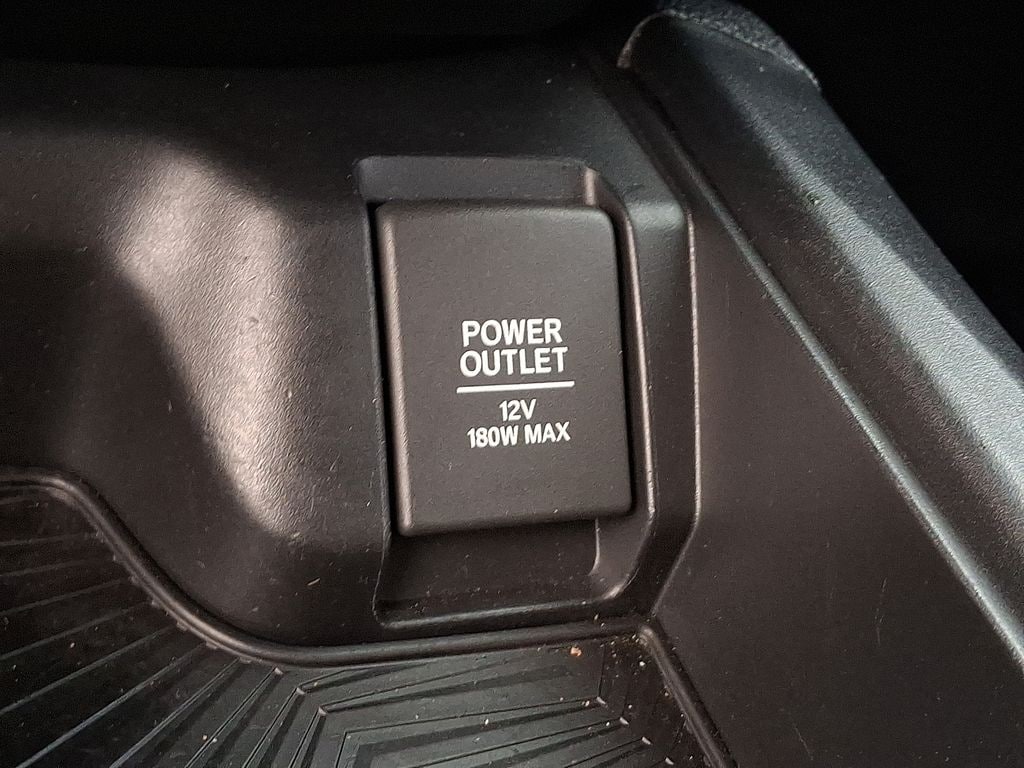 POWER
OUTLET
12V
180W MAX